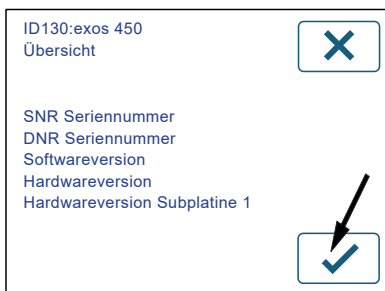 ID130:exos 450
Übersicht
SNR Seriennummer
DNR Seriennummer
Softwareversion
Hardwareversion
Hardwareversion Subplatine 1